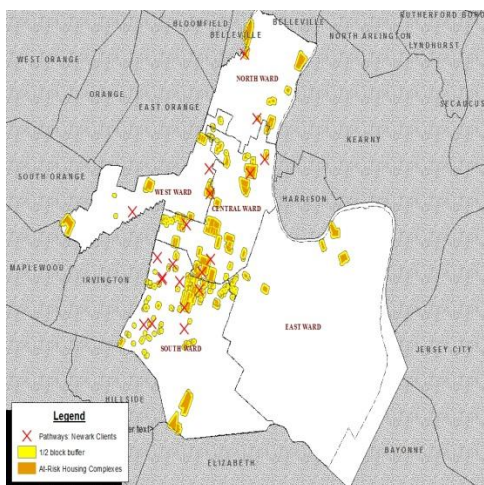 BLOOMFIELD
BELLEVILLE
BELLEVILLE
RUTHERFORD BORO
NORTH ARLINGTON
LYNDHURST
WEST ORANGE
NORTH WARD
SECAUCUS
ORANGE
EAST ORANGE
KEARNY
SOUTH ORANGE
WEST WARD
HARRISON
CENTRAL WARD
MAPLEWOOD
IRVINGTON
EAST WARD
SOUTH WARD
JERSEY CITY
HILLSIDE
Legend
Pathways: Newark Clients
1/2 block buffer
At-Risk Housing Complexes
er text>
BAYONNE
ELIZABETH